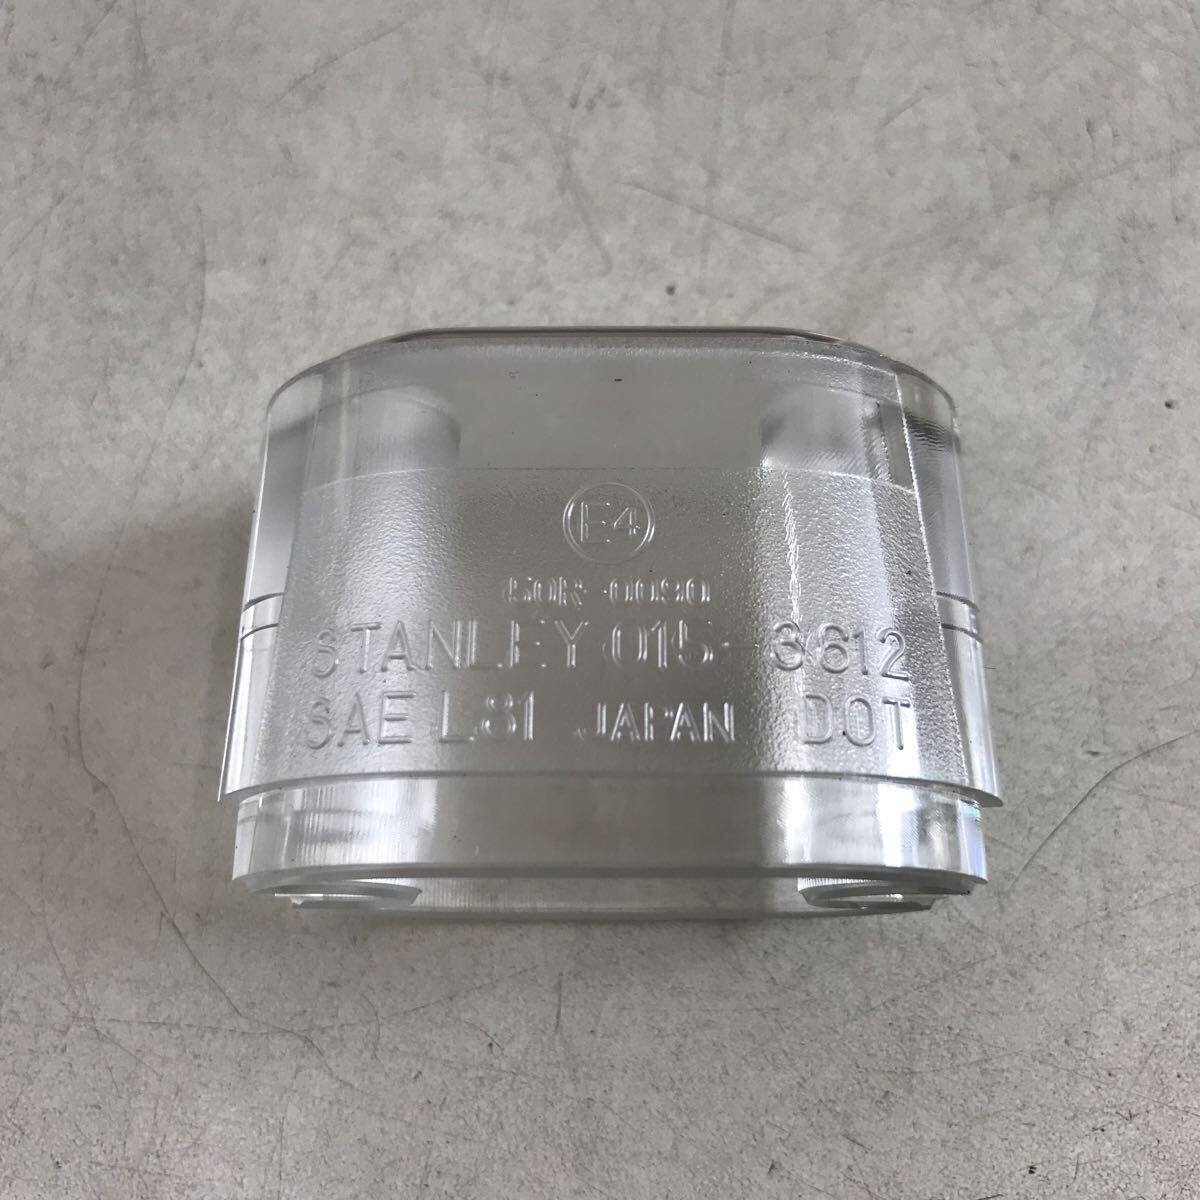 E4
50R-0090
STANLEY 015-3612
SAE L81 JAPAN DOT